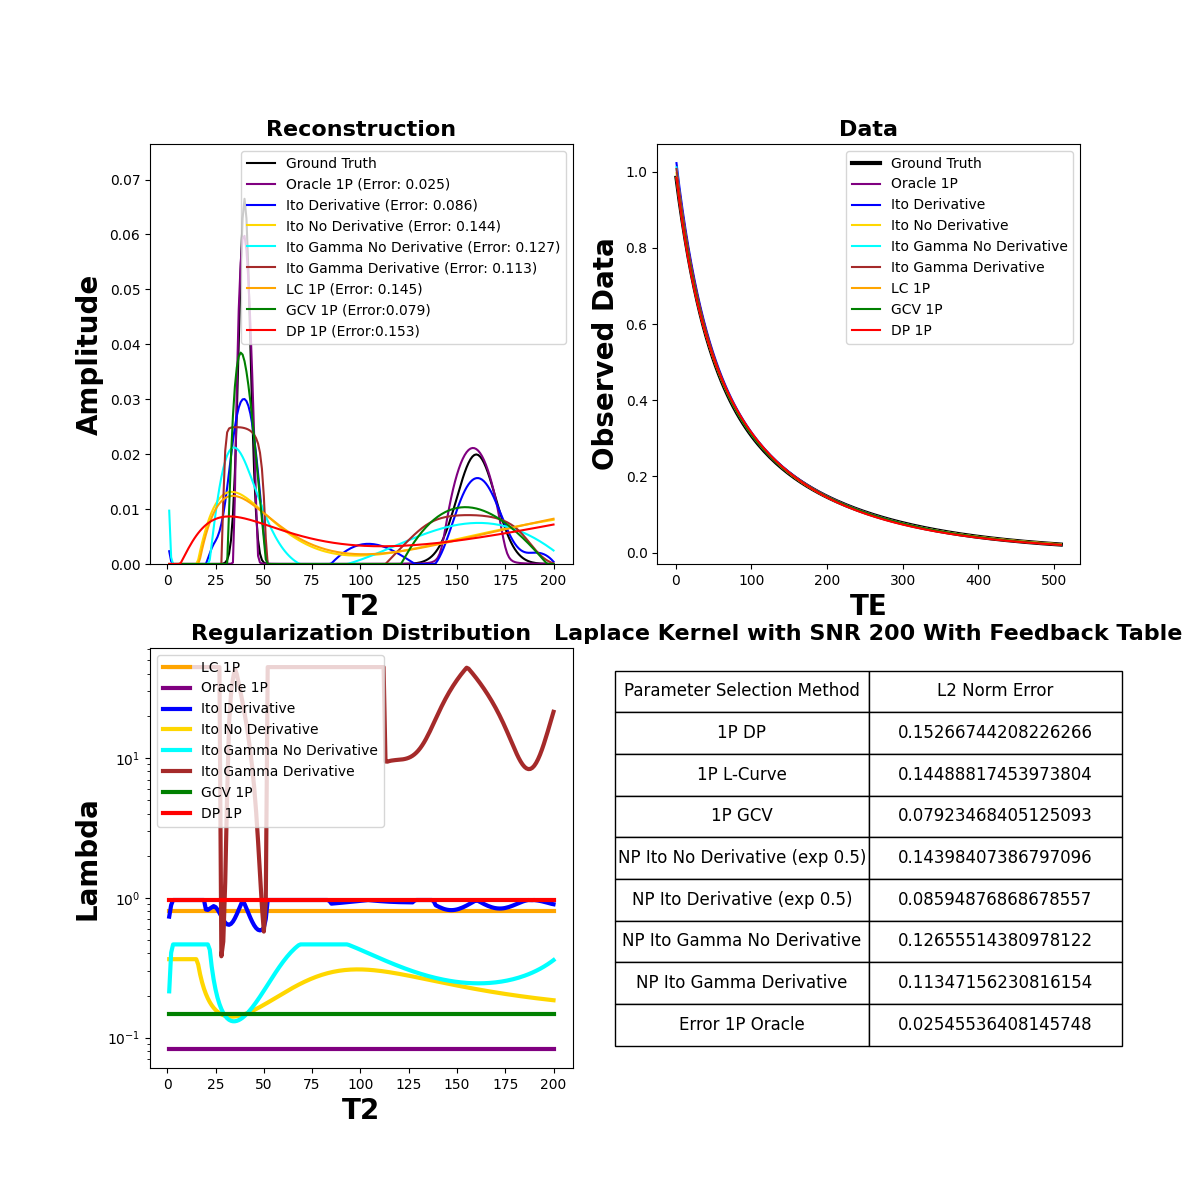 Reconstruction
Amplitude
0.07
0.06
0.05
0.04
0.03
0.02
0.01
0.00
Ground Truth
Oracle 1P (Error: 0.025)
Ito Derivative (Error: 0.086)
Ito No Derivative (Error: 0.144)
Ito Gamma No Derivative (Error: 0.127)
Ito Gamma Derivative (Error: 0.113)
LC 1P (Error: 0.145)
GCV 1P (Error:0.079)
DP 1P (Error:0.153)
0 25 50 75 100 125 150 175 200
T2
Data
Observed Data
1.0
0.8
0.6
0.4
0.2
0.0
Ground Truth
Oracle 1P
Ito Derivative
Ito No Derivative
Ito Gamma No Derivative
Ito Gamma Derivative
LC 1P
GCV 1P
DP 1P
0 100 200 300 400 500
TE
Regularization Distribution
Lambda
10¹
10⁰
10⁻¹
LC 1P
Oracle 1P
Ito Derivative
Ito No Derivative
Ito Gamma No Derivative
Ito Gamma Derivative
GCV 1P
DP 1P
0 25 50 75 100 125 150 175 200
T2
Laplace Kernel with SNR 200 With Feedback Table
Parameter Selection Method L2 Norm Error
1P DP 0.15266744208226266
1P L-Curve 0.14488817453973804
1P GCV 0.07923468405125093
NP Ito No Derivative (exp 0.5) 0.14398407386797096
NP Ito Derivative (exp 0.5) 0.08594876868678557
NP Ito Gamma No Derivative 0.12655514380978122
NP Ito Gamma Derivative 0.11347156230816154
Error 1P Oracle 0.02545536408145748